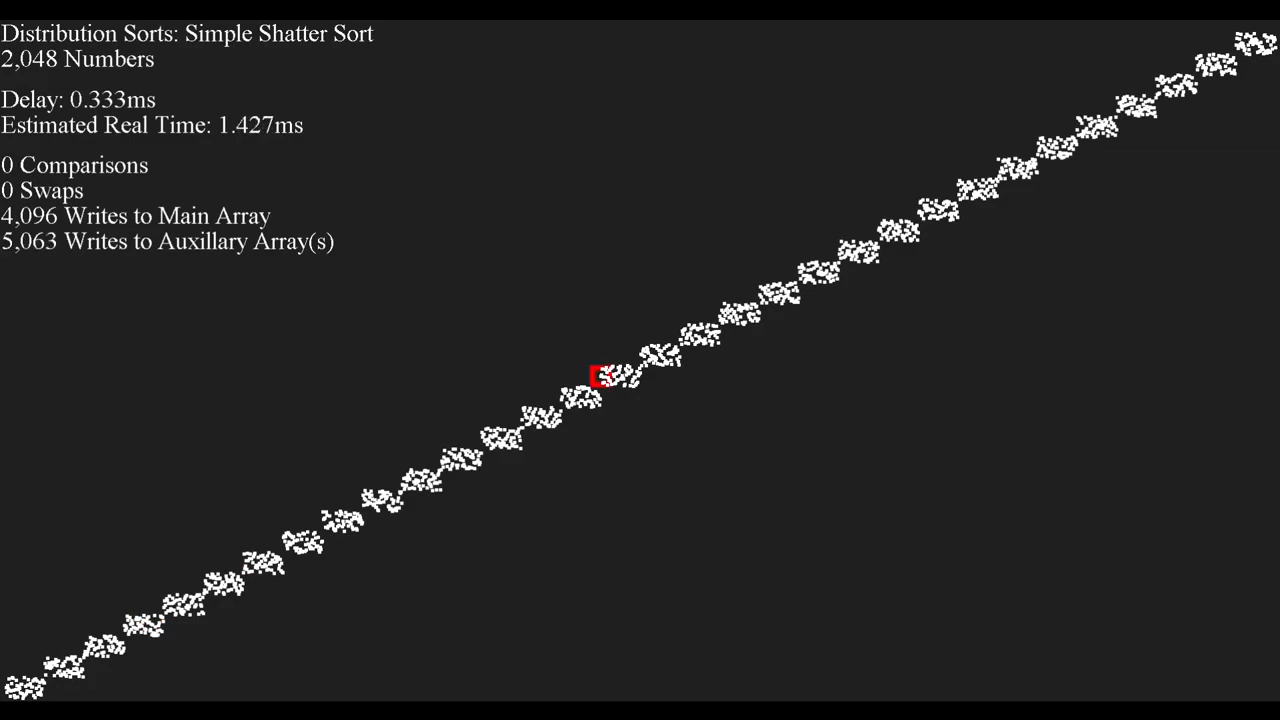 Distribution Sorts: Simple Shatter Sort
2,048 Numbers
Delay: 0.333ms
Estimated Real Time: 1.427ms
0 Comparisons
0 Swaps
4,096 Writes to Main Array
5,063 Writes to Auxillary Array(s)